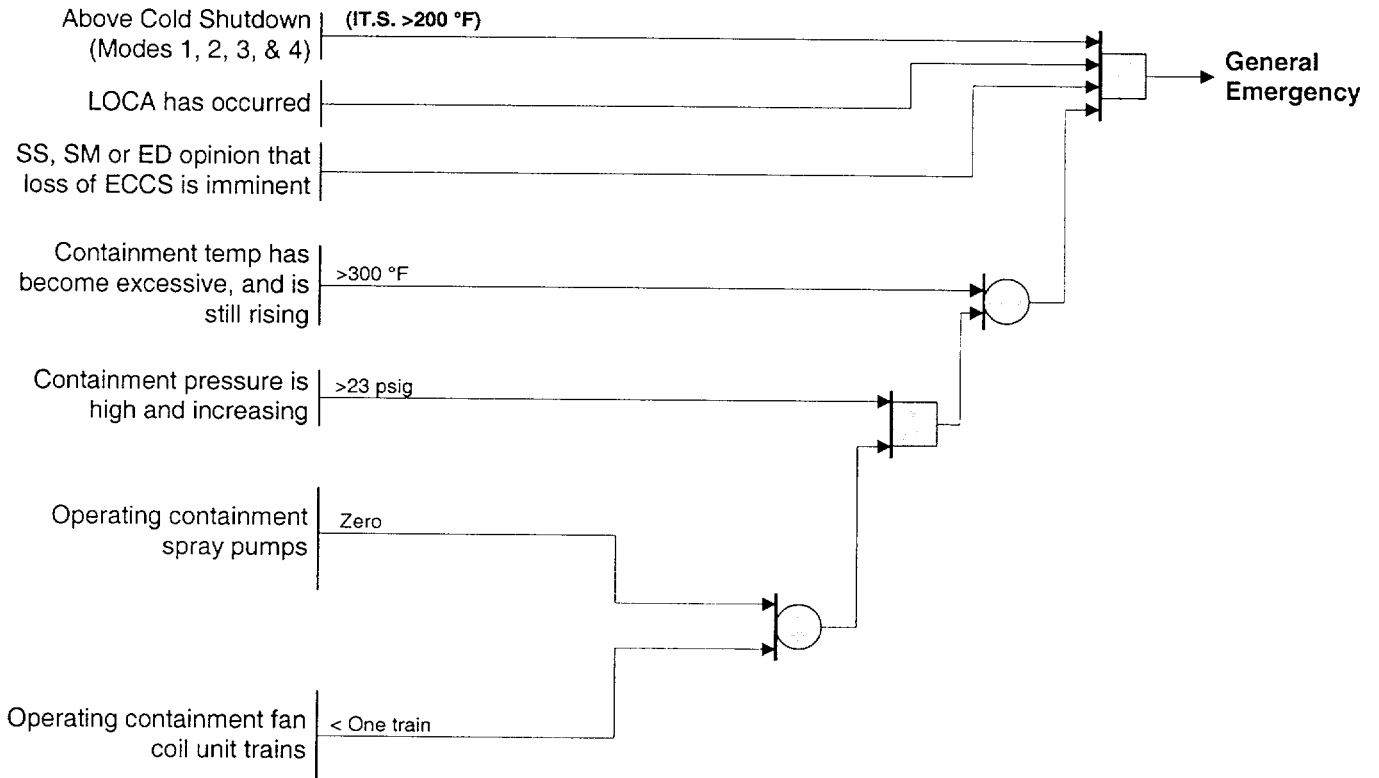 Above Cold Shutdown
(Modes 1, 2, 3, & 4)
(IT.S. >200 °F)
General
Emergency
LOCA has occurred
SS, SM or ED opinion that
loss of ECCS is imminent
Containment temp has
become excessive, and is
still rising
>300 °F
Containment pressure is
high and increasing
>23 psig
Operating containment
spray pumps
Zero
Operating containment fan
coil unit trains
< One train